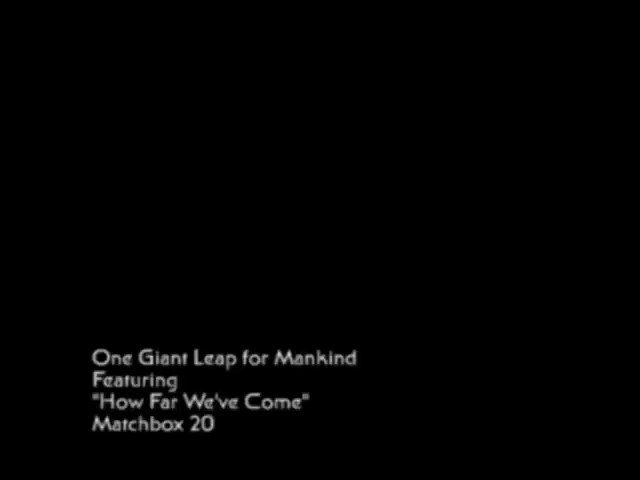 One Giant Leap for Mankind
Featuring
"How Far We've Come"
Matchbox 20